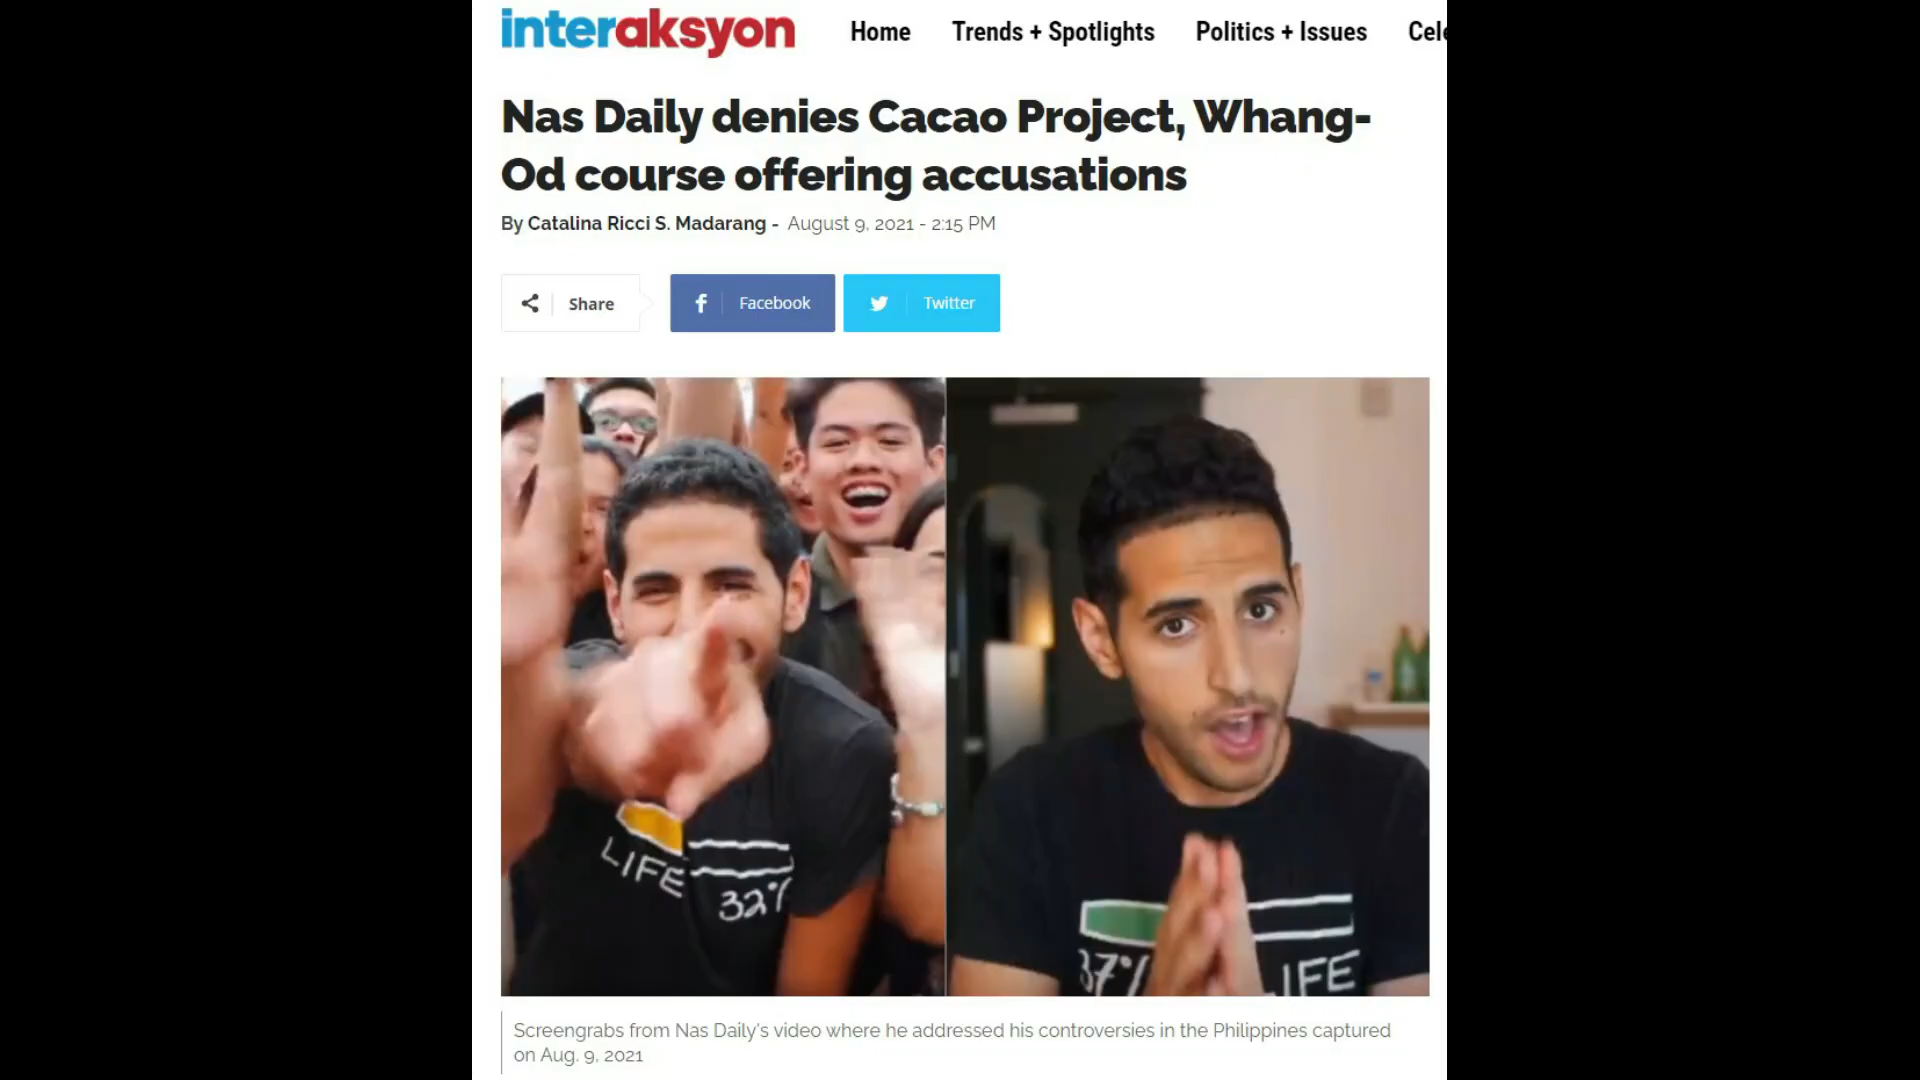 interaksyon
Home Trends + Spotlights Politics + Issues
Nas Daily denies Cacao Project, Whang-
Od course offering accusations
By Catalina Ricci S. Madarang - August 9, 2021 - 2:15 PM
Share Facebook Twitter
LIFE 32%
37% LIFE
Screengrabs from Nas Daily's video where he addressed his controversies in the Philippines captured
on Aug. 9, 2021